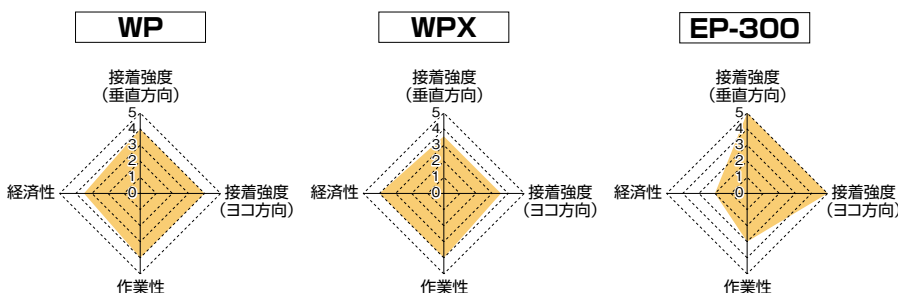 WP
接着強度
（垂直方向）
5
4
3
2
1
0
経済性
接着強度
（ヨコ方向）
作業性
WPX
接着強度
（垂直方向）
5
4
3
2
1
0
経済性
接着強度
（ヨコ方向）
作業性
EP-300
接着強度
（垂直方向）
5
4
3
2
1
0
経済性
接着強度
（ヨコ方向）
作業性